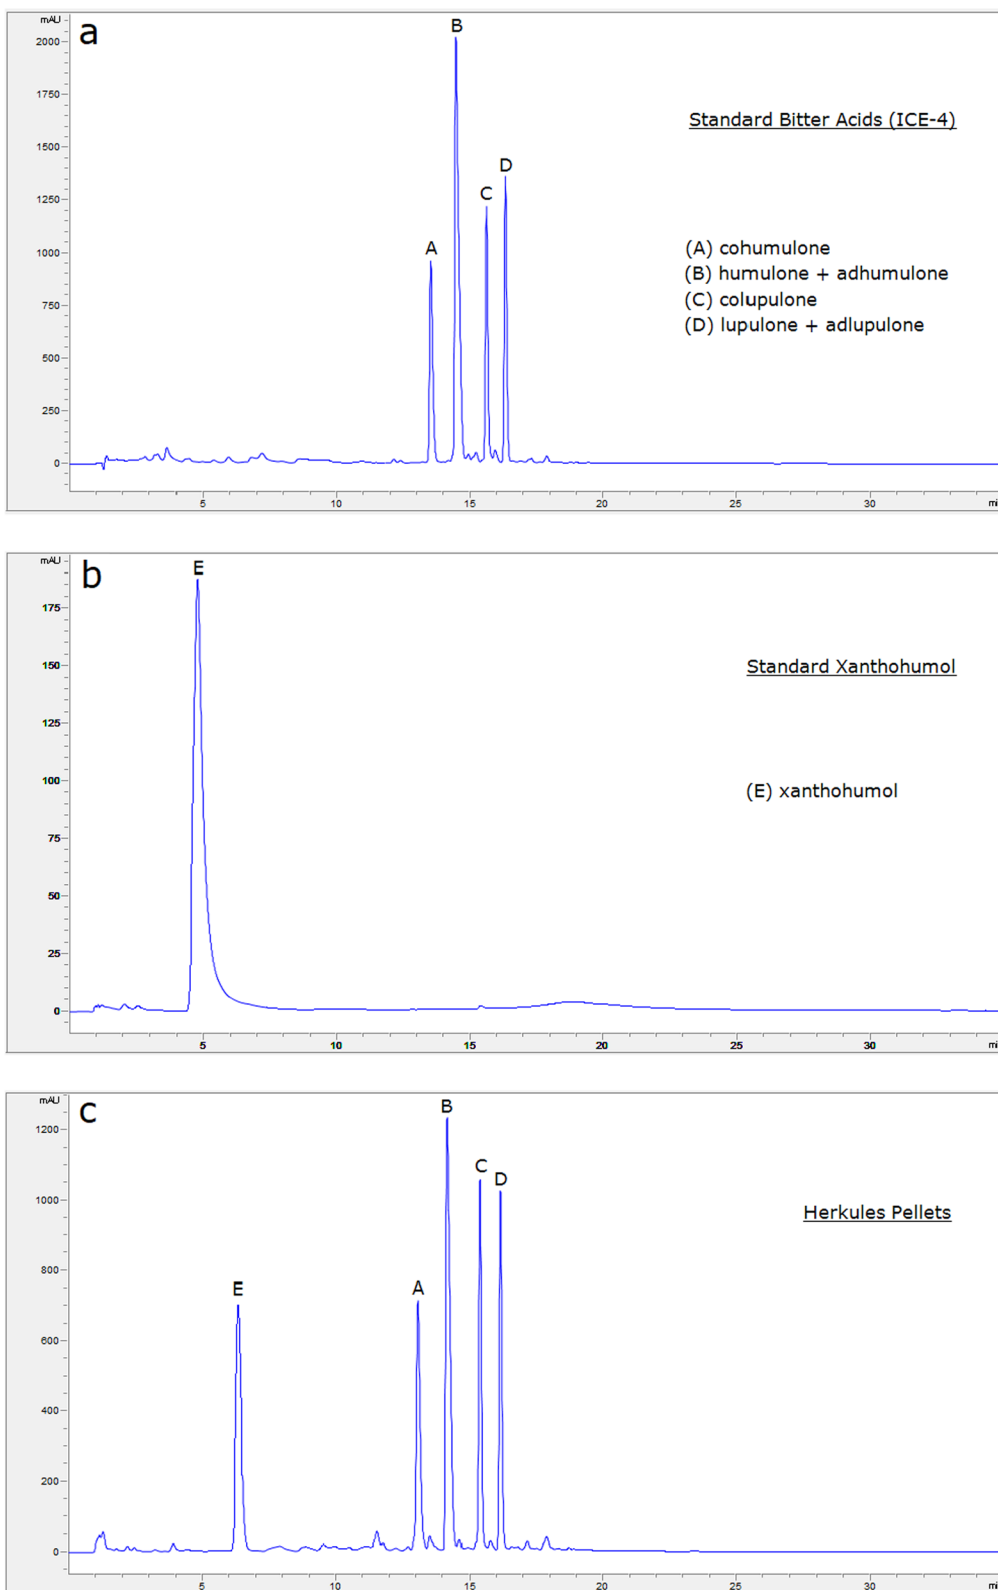 mAU
a
B
2000
1750
Standard Bitter Acids (ICE-4)
1500
1250
D
C
A
(A) cohumulone
1000
(B) humulone + adhumulone
(C) colupulone
750
(D) lupulone + adlupulone
500
250
0
5 10 15 20 25 30 mi
mAU
b
E
175
Standard Xanthohumol
150
125
(E) xanthohumol
100
75
50
25
0
5 10 15 20 25 30 mi
mAU
c
B
1200
C
D
1000
Herkules Pellets
800
E
A
600
400
200
0
5 10 15 20 25 30 mi